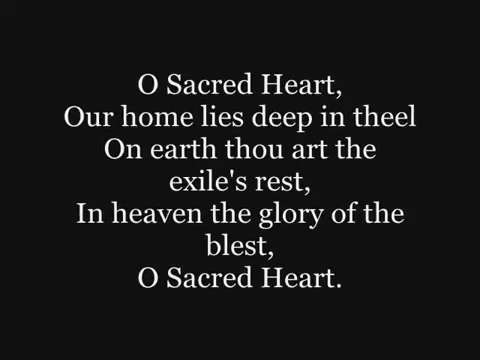 O Sacred Heart,
Our home lies deep in theel
On earth thou art the
exile's rest,
In heaven the glory of the
blest,
O Sacred Heart.